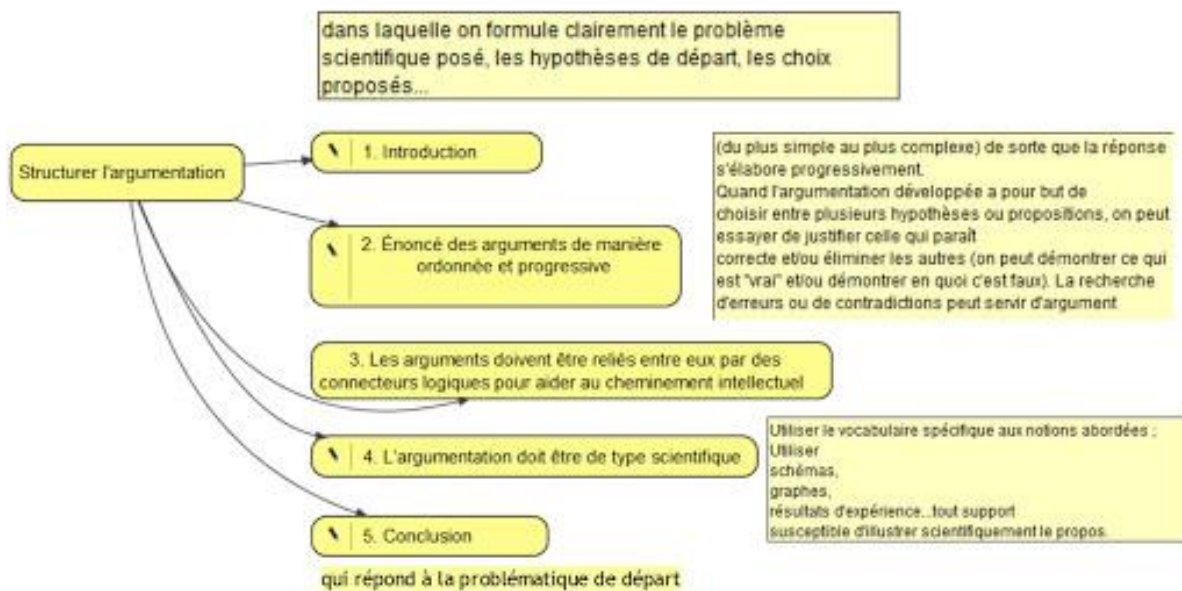 dans laquelle on formule clairement le problème
scientifique posé, les hypothèses de départ, les choix
proposés...
Structurer l'argumentation
1. Introduction
(du plus simple au plus complexe) de sorte que la réponse
s'élabore progressivement.
Quand l'argumentation développée a pour but de
choisir entre plusieurs hypothèses ou propositions, on peut
essayer de justifier celle qui paraît
correcte et/ou éliminer les autres (on peut démontrer ce qui
est "vrai" et/ou démontrer en quoi c'est faux). La recherche
d'erreurs ou de contradictions peut servir d'argument
2. Énoncé des arguments de manière
ordonnée et progressive
3. Les arguments doivent être reliés entre eux par des
connecteurs logiques pour aider au cheminement intellectuel
4. L'argumentation doit être de type scientifique
Utiliser le vocabulaire spécifique aux notions abordées ;
Utiliser
schémas,
graphes,
résultats d'expérience...tout support
susceptible d'illustrer scientifiquement le propos.
5. Conclusion
qui répond à la problématique de départ